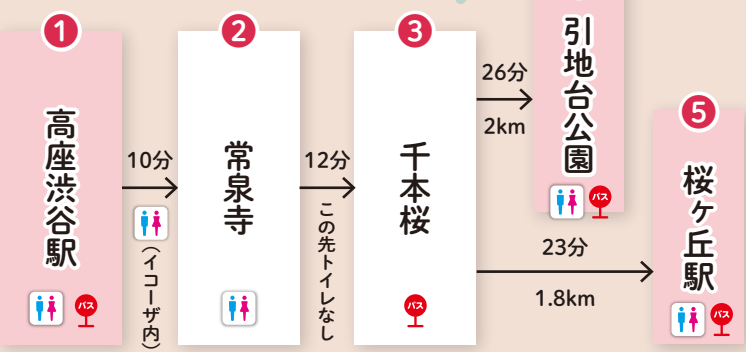 1
高座渋谷駅
バス
10分
(イコーザ内)
2
常泉寺
12分
この先トイレなし
3
千本桜
バス
26分
2km
引地台公園
バス
23分
1.8km
5
桜ヶ丘駅
バス